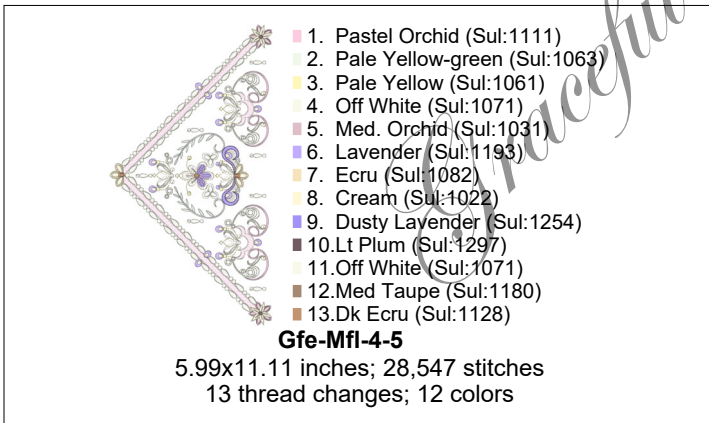 1. Pastel Orchid (Sul:1111)
2. Pale Yellow-green (Sul:1063)
3. Pale Yellow (Sul:1061)
4. Off White (Sul:1071)
5. Med. Orchid (Sul:1031)
6. Lavender (Sul:1193)
7. Ecru (Sul:1082)
8. Cream (Sul:1022)
9. Dusty Lavender (Sul:1254)
10.Lt Plum (Sul:1297)
11.Off White (Sul:1071)
12.Med Taupe (Sul:1180)
13.Dk Ecru (Sul:1128)
Gfe-Mfl-4-5
5.99x11.11 inches; 28,547 stitches
13 thread changes; 12 colors